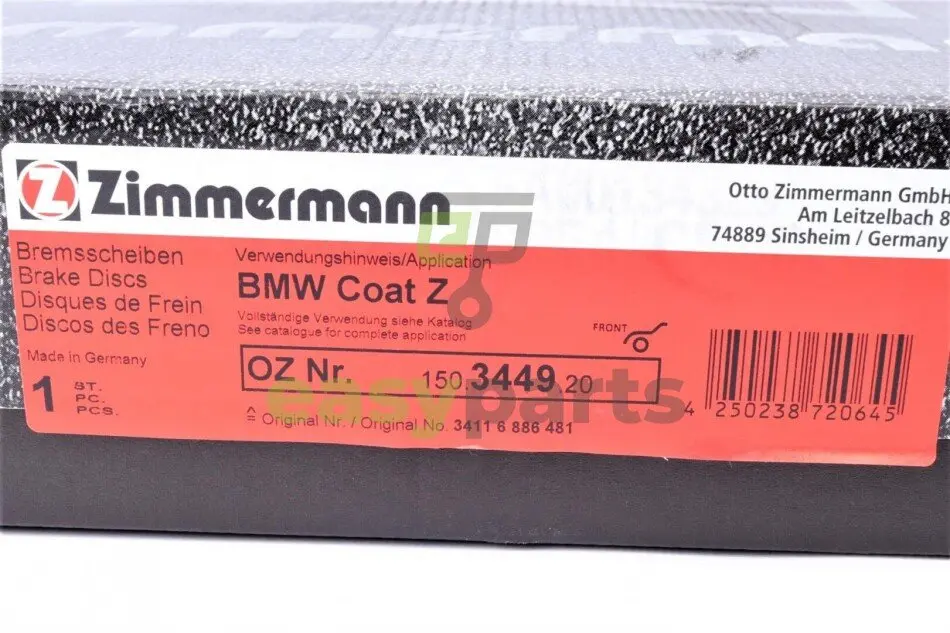 Z Zimmermann
Otto Zimmermann GmbH
Am Leitzelbach 8
74889 Sinsheim / Germany
Bremsscheiben
Brake Discs
Disques de Frein
Discos des Freno
Made in Germany
1 ST.
PC.
PCS.
Verwendungshinweis/Application
BMW Coat Z
Vollständige Verwendung siehe Katalog
See catalogue for complete application
FRONT
OZ Nr. 150.3449.20
easyparts
≙ Original Nr. / Original No. 3411 6 886 481
4 250238 720645